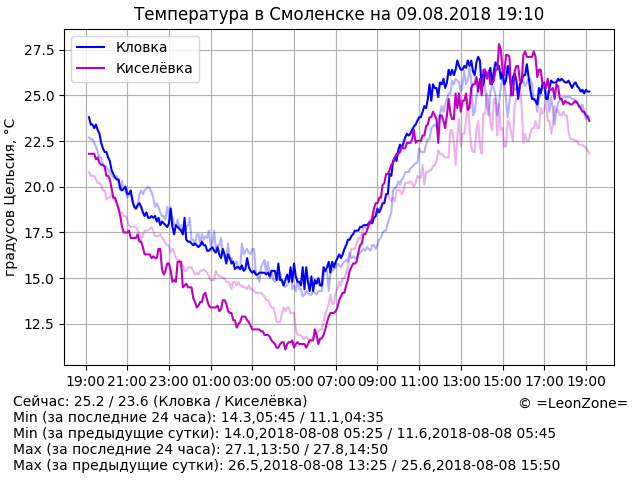 Температура в Смоленске на 09.08.2018 19:10
Кловка
Киселёвка
градусов Цельсия, °C
27.5
25.0
22.5
20.0
17.5
15.0
12.5
19:00 21:00 23:00 01:00 03:00 05:00 07:00 09:00 11:00 13:00 15:00 17:00 19:00
Сейчас: 25.2 / 23.6 (Кловка / Киселёвка)
© =LeonZone=
Min (за последние 24 часа): 14.3,05:45 / 11.1,04:35
Min (за предыдущие сутки): 14.0,2018-08-08 05:25 / 11.6,2018-08-08 05:45
Max (за последние 24 часа): 27.1,13:50 / 27.8,14:50
Max (за предыдущие сутки): 26.5,2018-08-08 13:25 / 25.6,2018-08-08 15:50